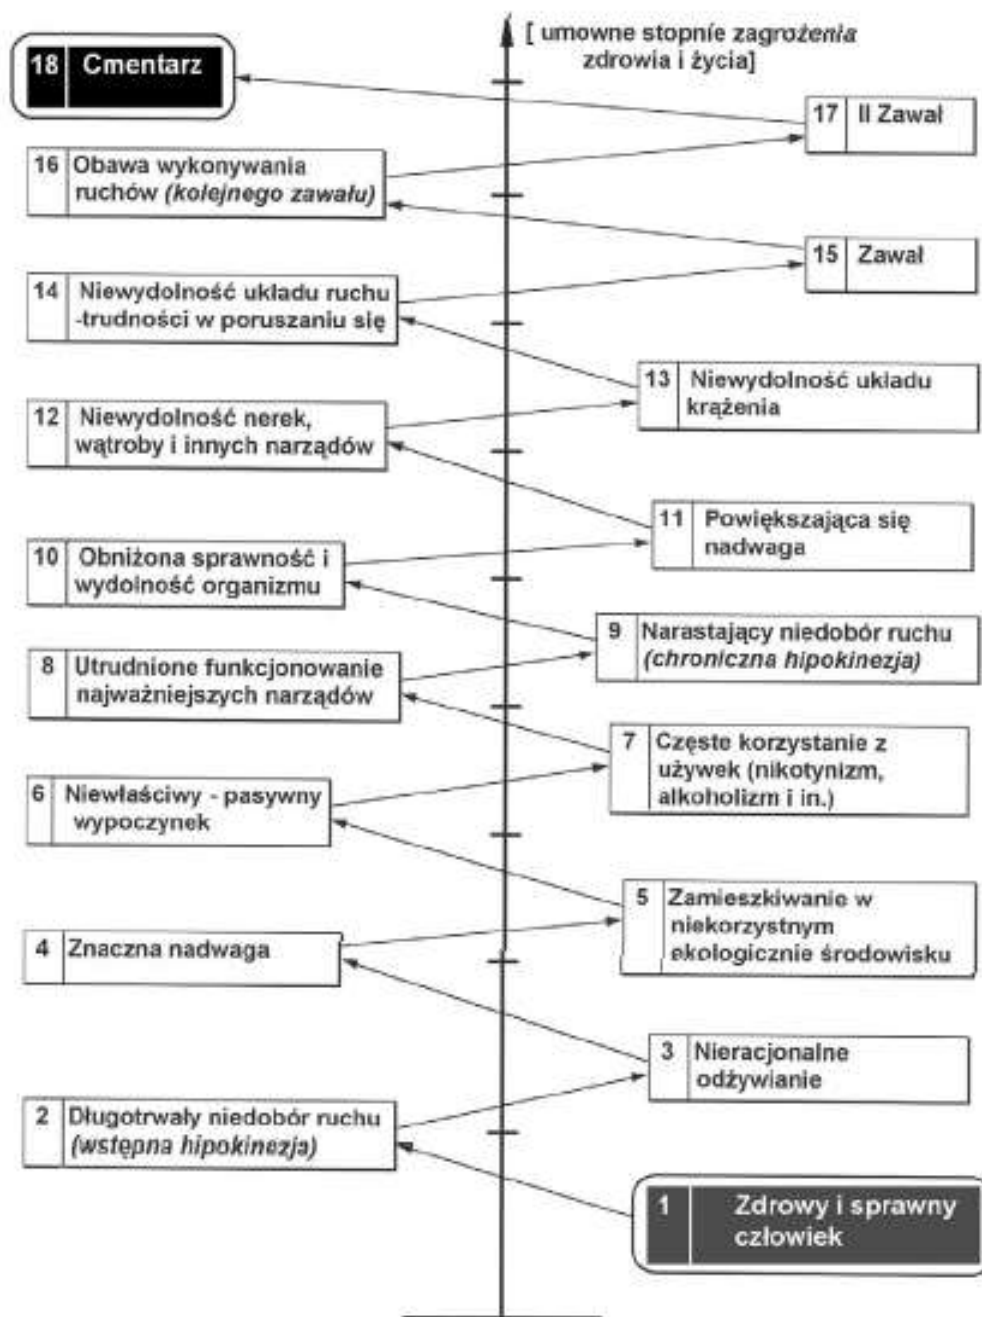 [ umowne stopnie zagrożenia
zdrowia i życia]
18 Cmentarz
17 II Zawał
16 Obawa wykonywania
ruchów (kolejnego zawału)
15 Zawał
14 Niewydolność układu ruchu
-trudności w poruszaniu się
13 Niewydolność układu
krążenia
12 Niewydolność nerek,
wątroby i innych narządów
11 Powiększająca się
nadwaga
10 Obniżona sprawność i
wydolność organizmu
9 Narastający niedobór ruchu
(chroniczna hipokinezja)
8 Utrudnione funkcjonowanie
najważniejszych narządów
7 Częste korzystanie z
używek (nikotynizm,
alkoholizm i in.)
6 Niewłaściwy - pasywny
wypoczynek
5 Zamieszkiwanie w
niekorzystnym
ekologicznie środowisku
4 Znaczna nadwaga
3 Nieracjonalne
odżywianie
2 Długotrwały niedobór ruchu
(wstępna hipokinezja)
1 Zdrowy i sprawny
człowiek